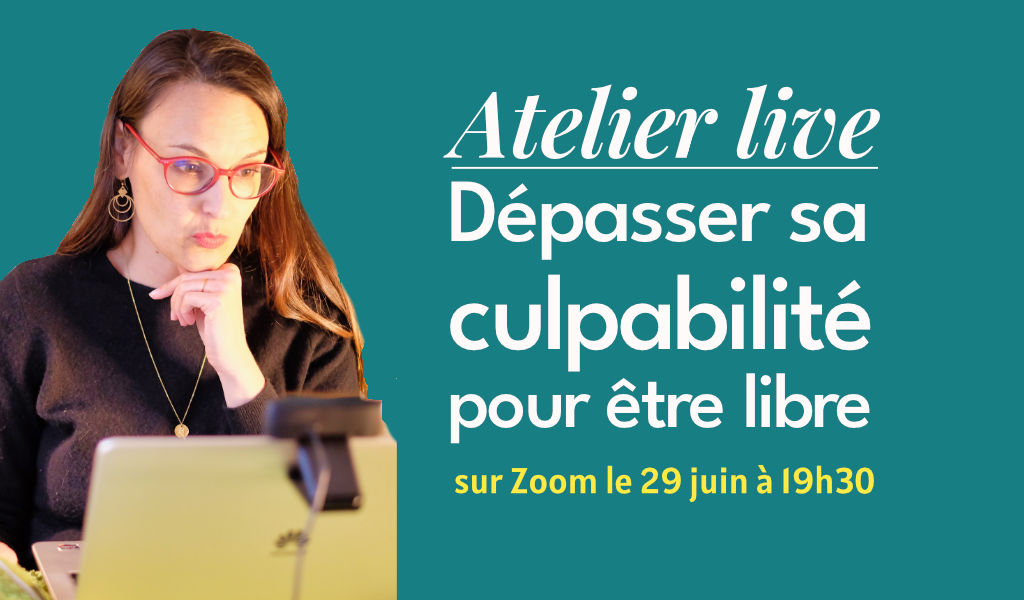 Atelier live
Dépasser sa
culpabilité
pour être libre
sur Zoom le 29 juin à 19h30